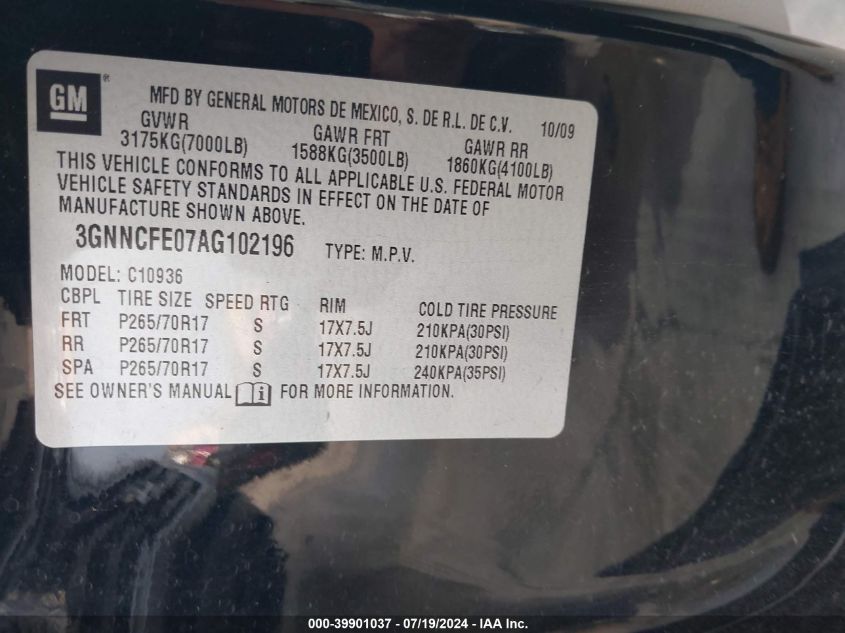 GM ®
MFD BY GENERAL MOTORS DE MEXICO, S. DE R.L. DE C.V. 10/09
GVWR GAWR FRT GAWR RR
3175KG(7000LB) 1588KG(3500LB) 1860KG(4100LB)
THIS VEHICLE CONFORMS TO ALL APPLICABLE U.S. FEDERAL MOTOR
VEHICLE SAFETY STANDARDS IN EFFECT ON THE DATE OF
MANUFACTURE SHOWN ABOVE.
3GNNCFE07AG102196 TYPE: M.P.V.
MODEL: C10936
CBPL TIRE SIZE SPEED RTG RIM COLD TIRE PRESSURE
FRT P265/70R17 S 17X7.5J 210KPA(30PSI)
RR P265/70R17 S 17X7.5J 210KPA(30PSI)
SPA P265/70R17 S 17X7.5J 240KPA(35PSI)
SEE OWNER'S MANUAL i FOR MORE INFORMATION.
000-39901037 - 07/19/2024 - IAA Inc.